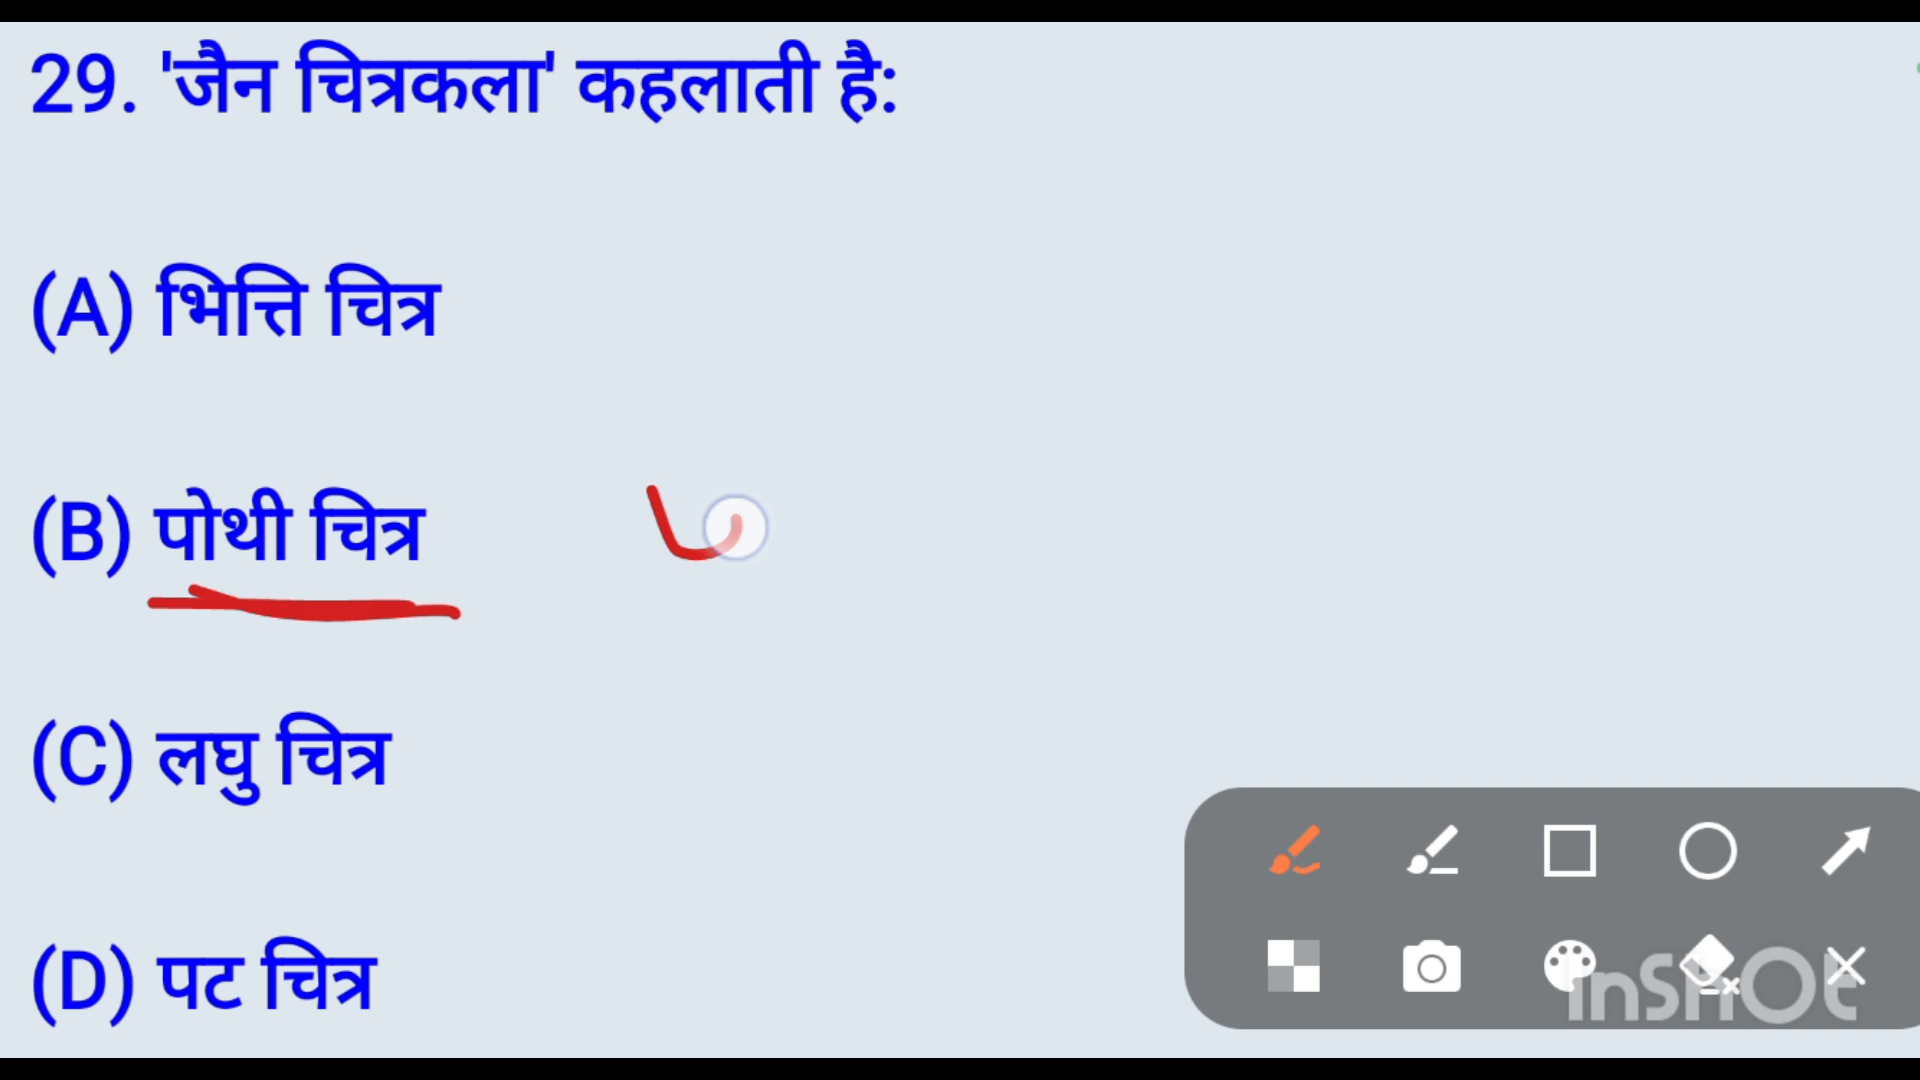 29. 'जैन चित्रकला' कहलाती है:
(A) भित्ति चित्र
(B) पोथी चित्र
(C) लघु चित्र
(D) पट चित्र
InShOt